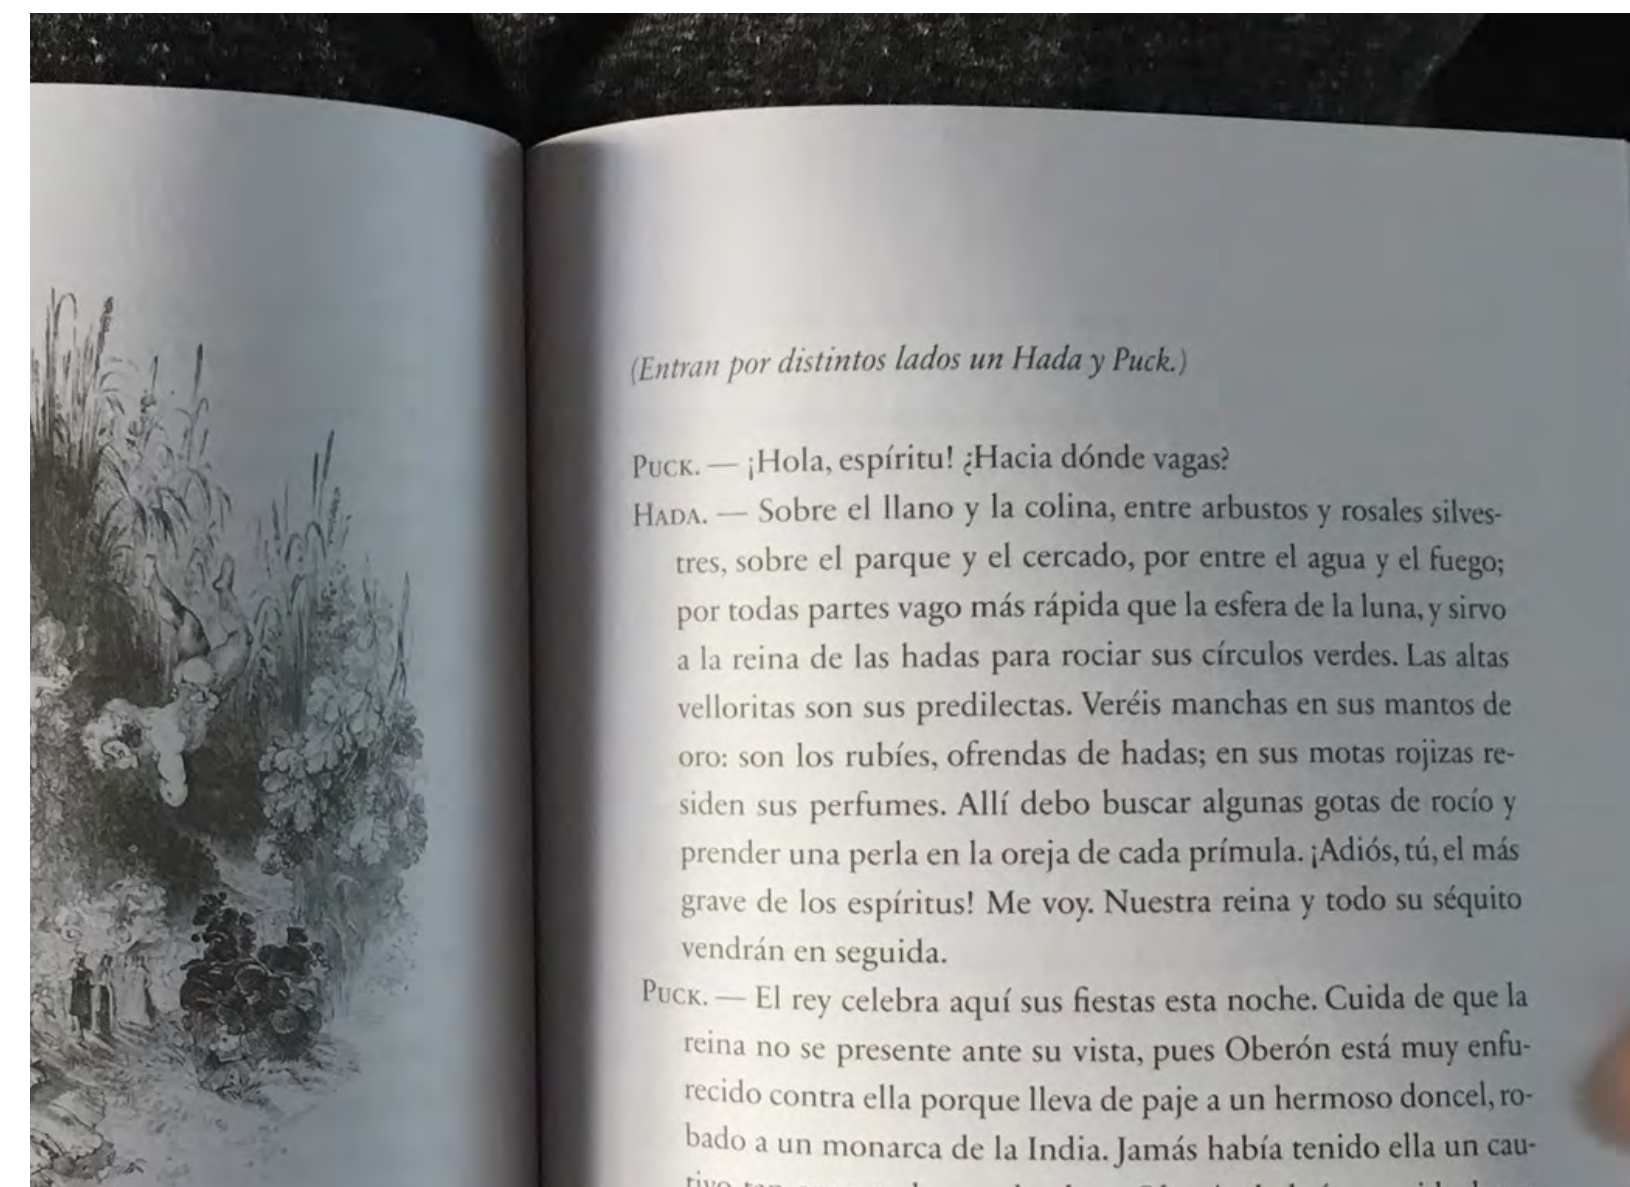 (Entran por distintos lados un Hada y Puck.)
PUCK. — ¡Hola, espíritu! ¿Hacia dónde vagas?
HADA. — Sobre el llano y la colina, entre arbustos y rosales silves-
tres, sobre el parque y el cercado, por entre el agua y el fuego;
por todas partes vago más rápida que la esfera de la luna, y sirvo
a la reina de las hadas para rociar sus círculos verdes. Las altas
velloritas son sus predilectas. Veréis manchas en sus mantos de
oro: son los rubíes, ofrendas de hadas; en sus motas rojizas re-
siden sus perfumes. Allí debo buscar algunas gotas de rocío y
prender una perla en la oreja de cada prímula. ¡Adiós, tú, el más
grave de los espíritus! Me voy. Nuestra reina y todo su séquito
vendrán en seguida.
PUCK. — El rey celebra aquí sus fiestas esta noche. Cuida de que la
reina no se presente ante su vista, pues Oberón está muy enfu-
recido contra ella porque lleva de paje a un hermoso doncel, ro-
bado a un monarca de la India. Jamás había tenido ella un cau-